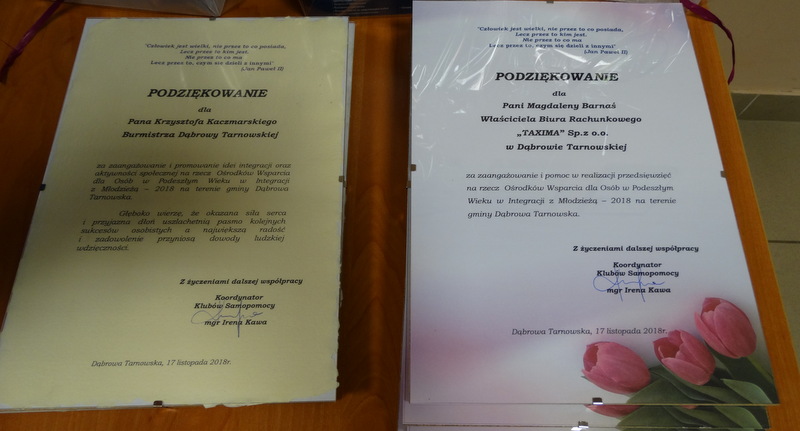 "Człowiek jest wielki, nie przez to co posiada,
Lecz przez to kim jest.
Nie przez to co ma
Lecz przez to, czym się dzieli z innymi"
(Jan Paweł II)
PODZIĘKOWANIE
dla
Pana Krzysztofa Kaczmarskiego
Burmistrza Dąbrowy Tarnowskiej
za zaangażowanie i promowanie idei integracji oraz
aktywności społecznej na rzecz Ośrodków Wsparcia
dla Osób w Podeszłym Wieku w Integracji
z Młodzieżą – 2018 na terenie gminy Dąbrowa
Tarnowska.
Głęboko wierzę, że okazana siła serca
i przyjazna dłoń uszlachetnią pasmo kolejnych
sukcesów osobistych a największą radość
i zadowolenie przyniosą dowody ludzkiej
wdzięczności.
Z życzeniami dalszej współpracy
Koordynator
Klubów Samopomocy
mgr Irena Kawa
Dąbrowa Tarnowska, 17 listopada 2018r.
"Człowiek jest wielki, nie przez to co posiada,
Lecz przez to kim jest.
Nie przez to co ma
Lecz przez to, czym się dzieli z innymi"
(Jan Paweł II)
PODZIĘKOWANIE
dla
Pani Magdaleny Barnaś
Właściciela Biura Rachunkowego
„TAXIMA" Sp.z o.o.
w Dąbrowie Tarnowskiej
za zaangażowanie i pomoc w realizacji przedsięwzięć
na rzecz Ośrodków Wsparcia dla Osób w Podeszłym
Wieku w Integracji z Młodzieżą – 2018 na terenie
gminy Dąbrowa Tarnowska.
Z życzeniami dalszej współpracy
Koordynator
Klubów Samopomocy
mgr Irena Kawa
Dąbrowa Tarnowska, 17 listopada 2018r.